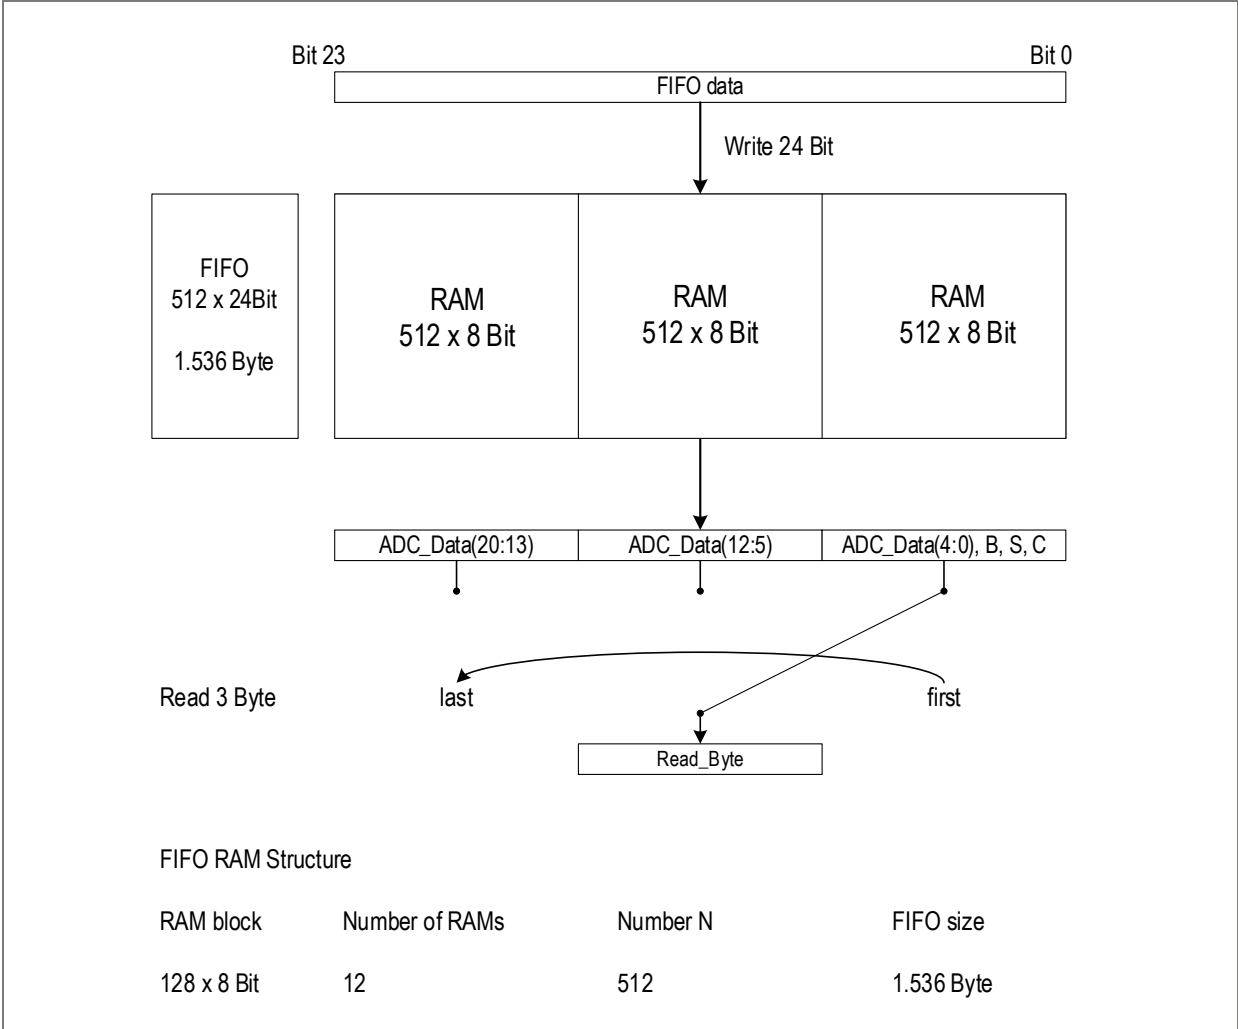 Bit 23
Bit 0
FIFO data
Write 24 Bit
FIFO
512 x 24Bit
1.536 Byte
RAM
512 x 8 Bit
RAM
512 x 8 Bit
RAM
512 x 8 Bit
ADC_Data(20:13)
ADC_Data(12:5)
ADC_Data(4:0), B, S, C
Read 3 Byte
last
first
Read_Byte
FIFO RAM Structure
RAM block
Number of RAMs
Number N
FIFO size
128 x 8 Bit
12
512
1.536 Byte